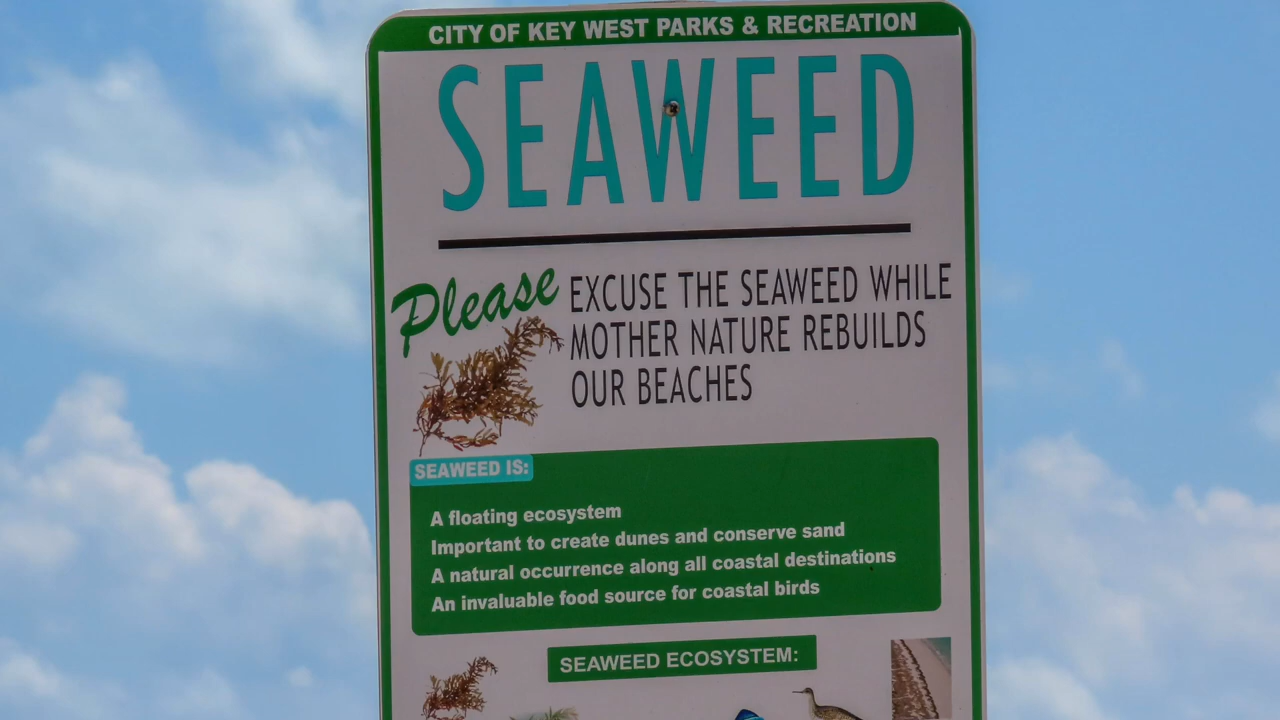 CITY OF KEY WEST PARKS & RECREATION
SEAWEED
Please
EXCUSE THE SEAWEED WHILE
MOTHER NATURE REBUILDS
OUR BEACHES
SEAWEED IS:
A floating ecosystem
Important to create dunes and conserve sand
A natural occurrence along all coastal destinations
An invaluable food source for coastal birds
SEAWEED ECOSYSTEM: